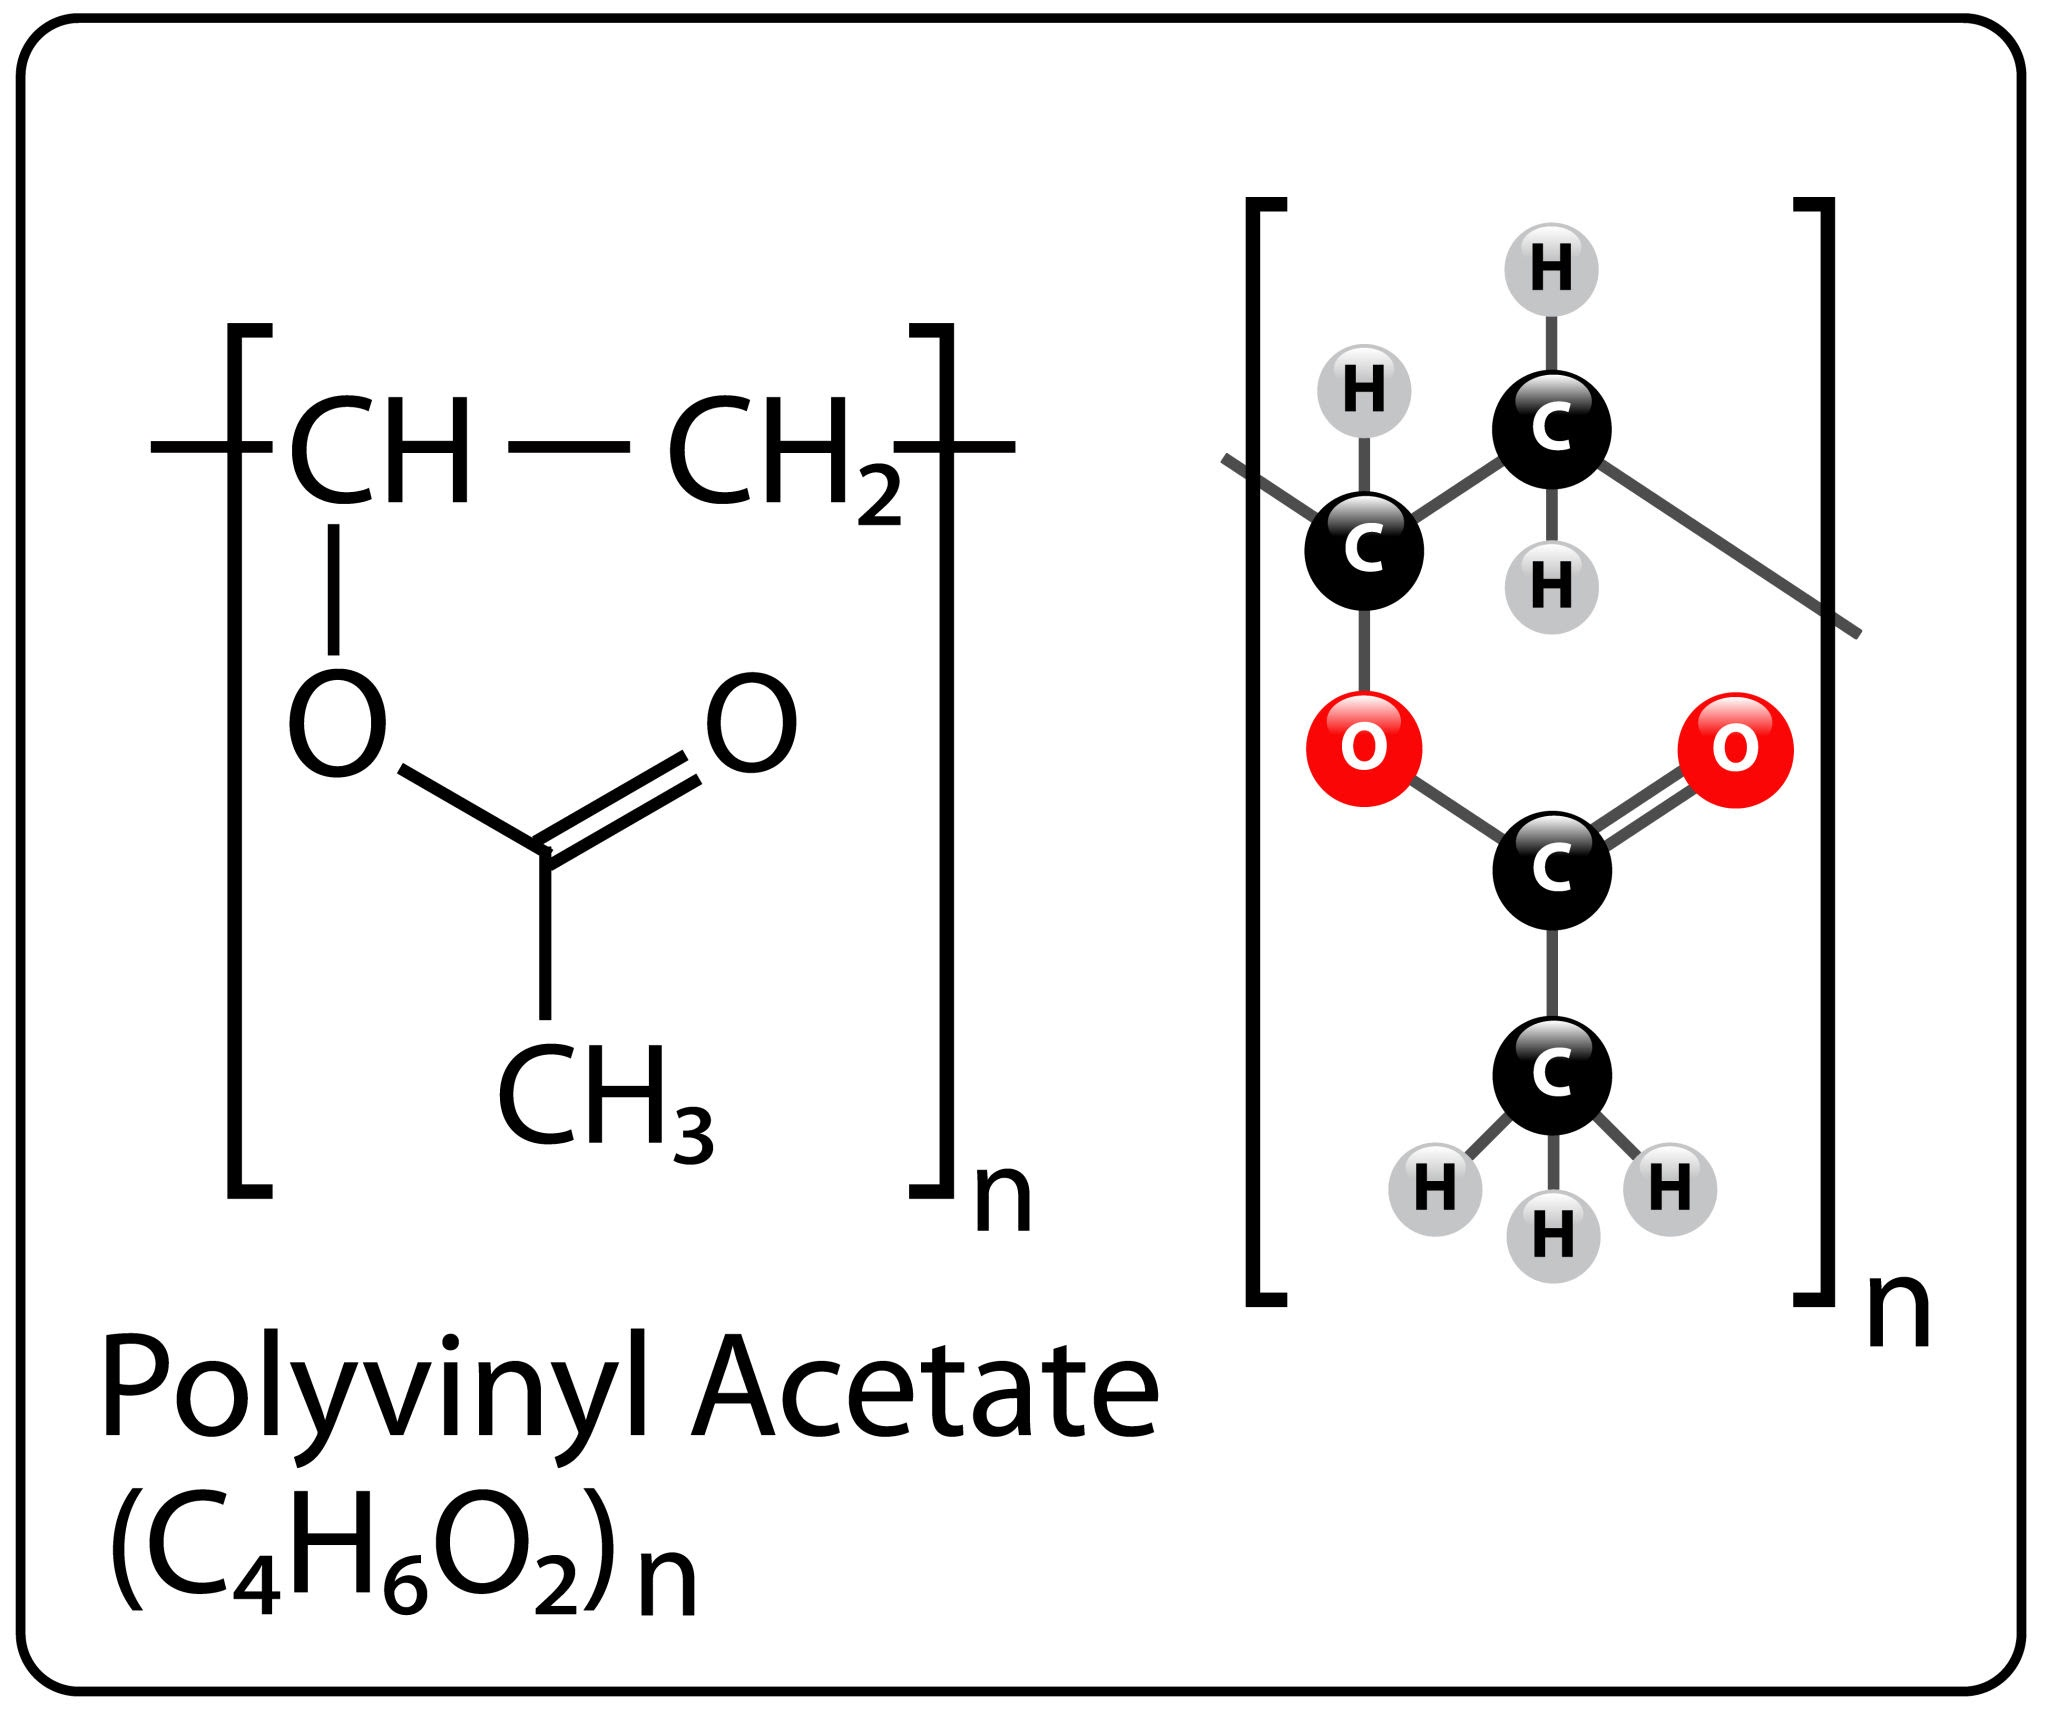 CH — CH₂
O O
CH₃
n
H
H
C
C
H
O O
C
C
H H
H
n
Polyvinyl Acetate
(C₄H₆O₂)n